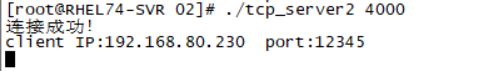 [root@RHEL74-SVR 02]# ./tcp_server2 4000
连接成功！
client IP:192.168.80.230  port:12345